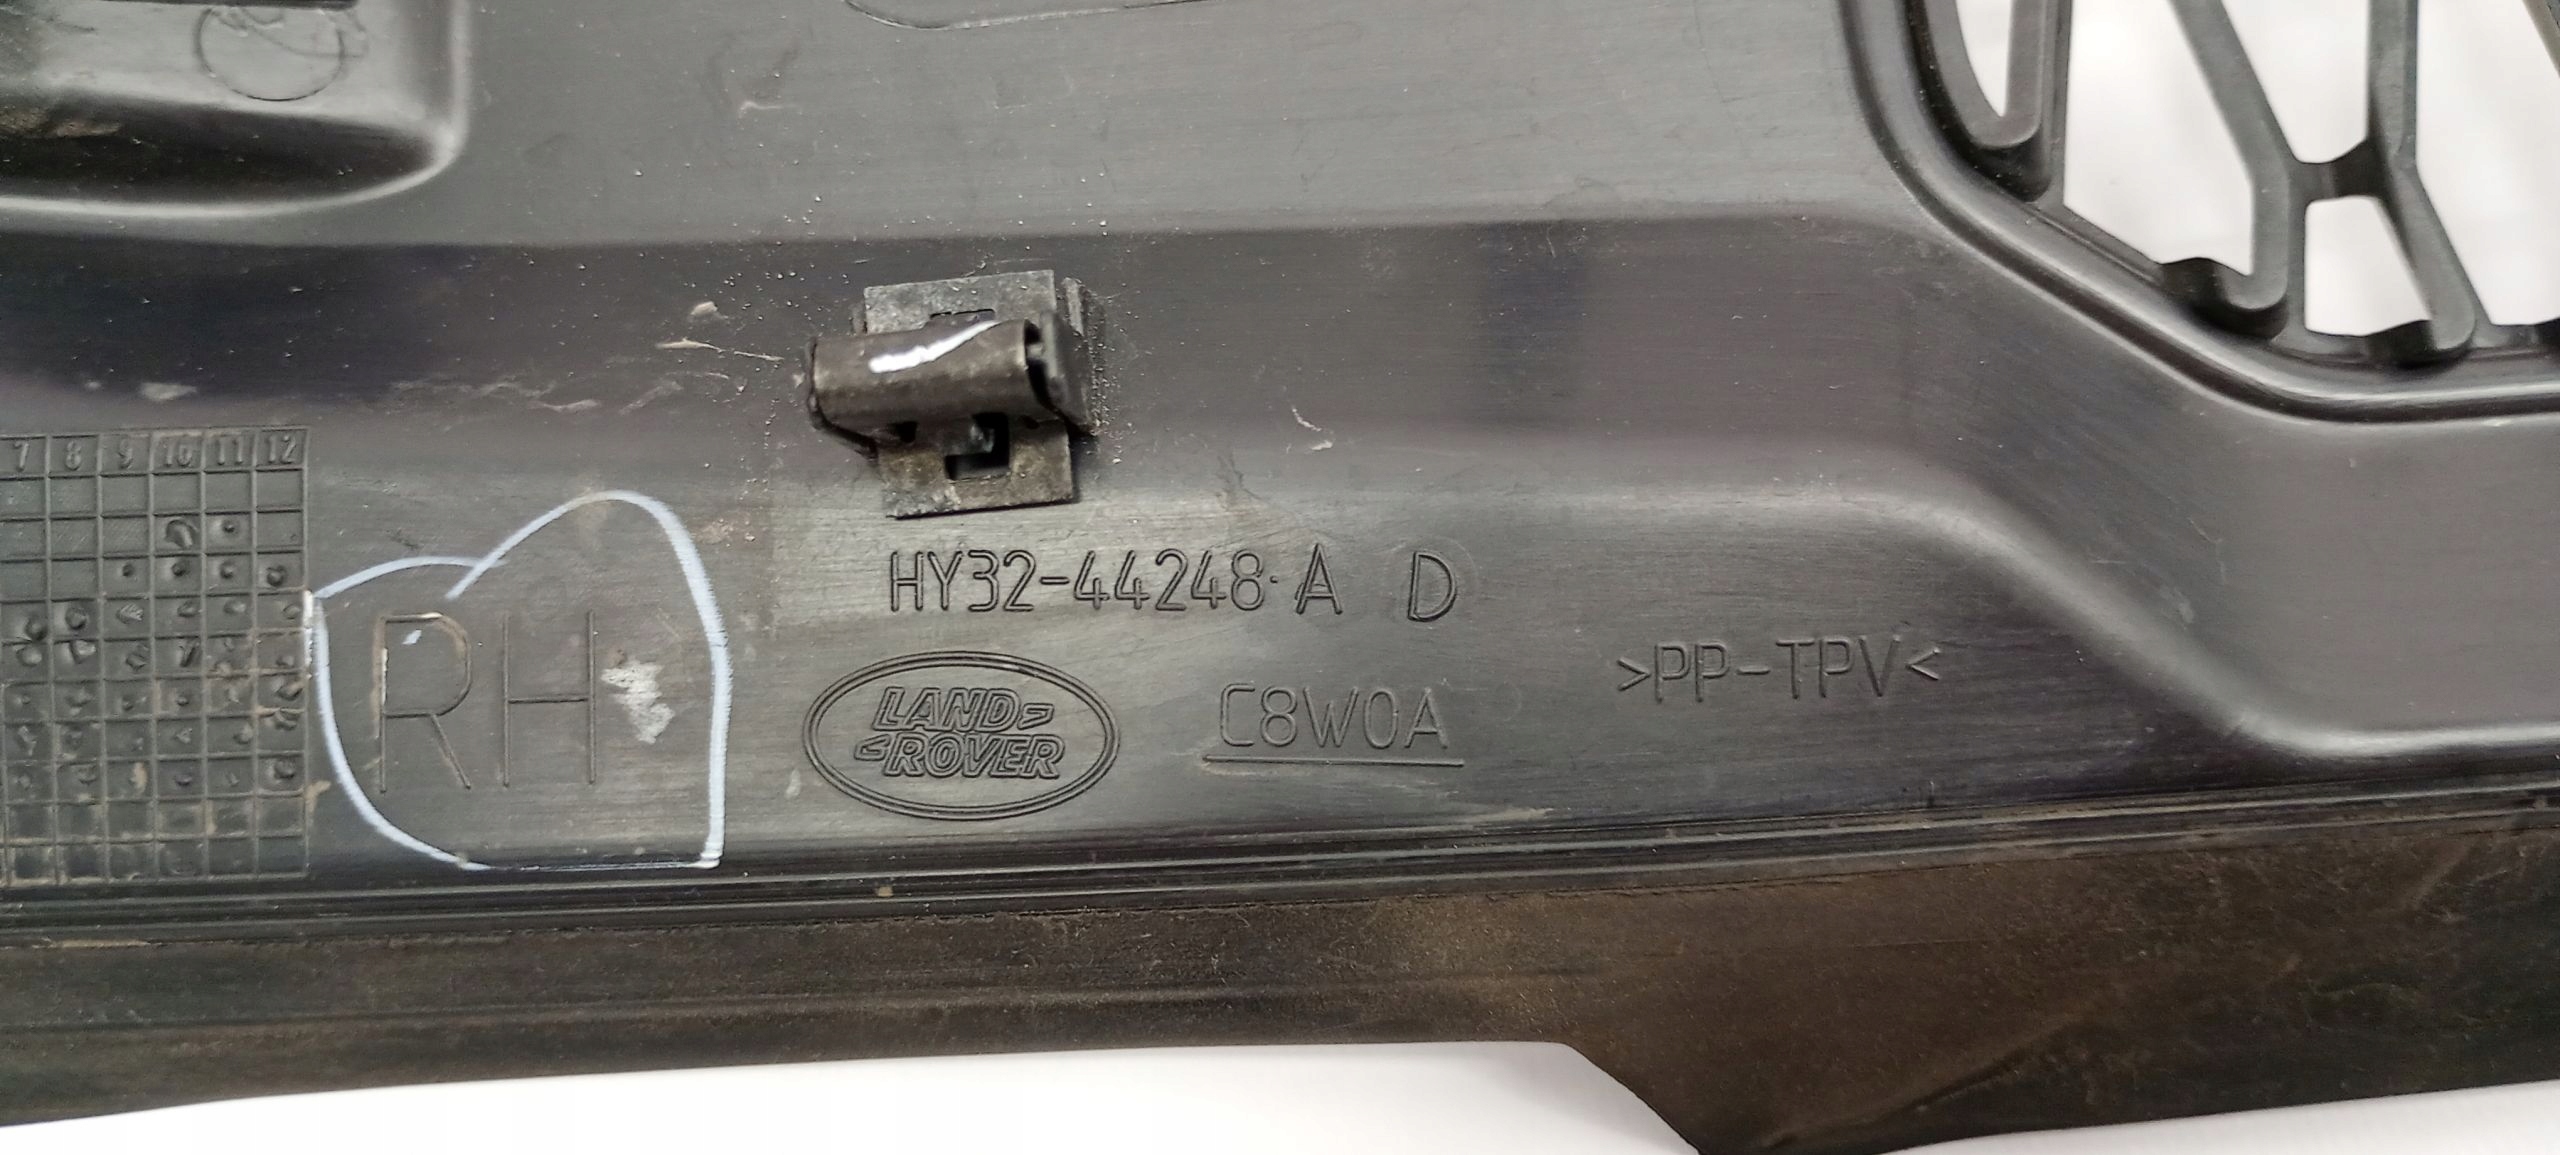 7 8 9 10 11 12
HY32-44248 A D
RH
LAND
ROVER
C8W0A
>PP-TPV<